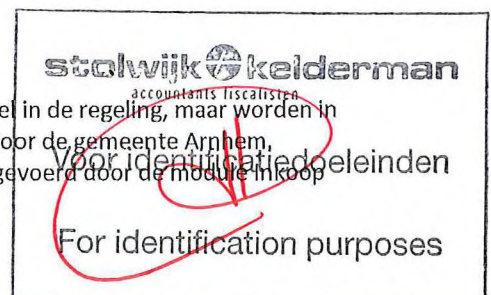 stolwijk kelderman
accountants fiscalisten
el in de regeling, maar worden in
oor de gemeente Arnhem,
Voor identificatiedoeleinden
gevoerd door de module Inkoop
For identification purposes